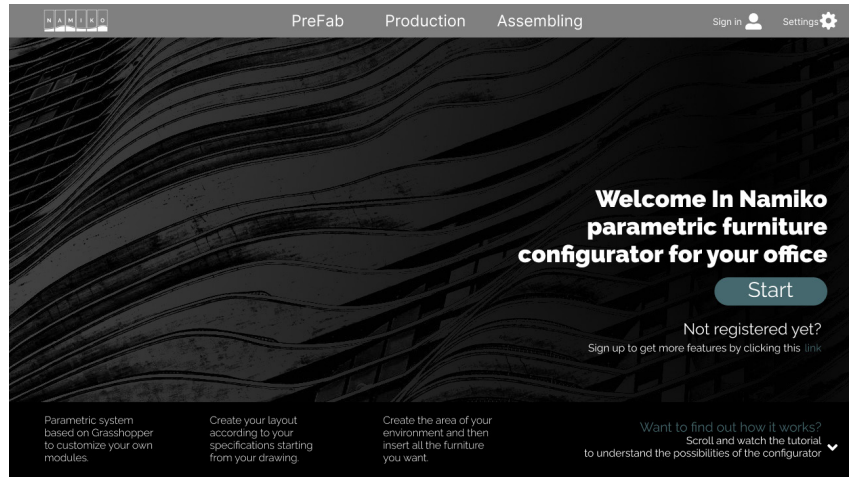 NAMIKO
PreFab
Production
Assembling
Sign in
Settings
Welcome In Namiko
parametric furniture
configurator for your office
Start
Not registered yet?
Sign up to get more features by clicking this link
Parametric system
based on Grasshopper
to customize your own
modules.
Create your layout
according to your
specifications starting
from your drawing.
Create the area of your
environment and then
insert all the furniture
you want.
Want to find out how it works?
Scroll and watch the tutorial
to understand the possibilities of the configurator